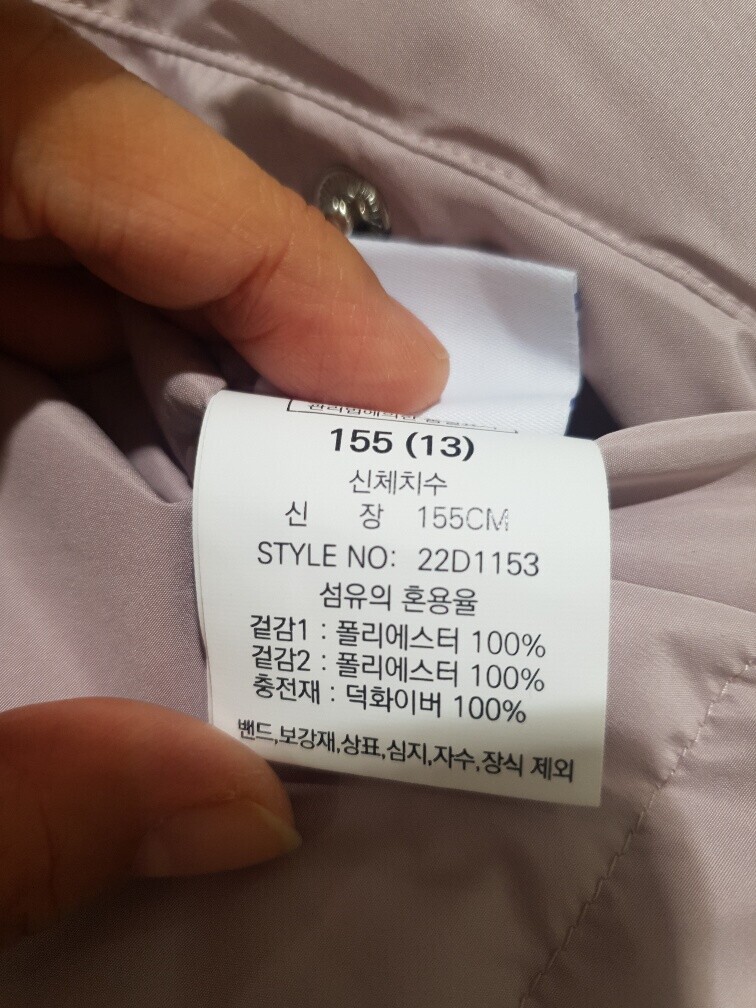 155 (13)
신체치수
신 장 155CM
STYLE NO: 22D1153
섬유의 혼용율
겉감1 : 폴리에스터 100%
겉감2 : 폴리에스터 100%
충전재 : 덕화이버 100%
밴드,보강재,상표,심지,자수,장식 제외